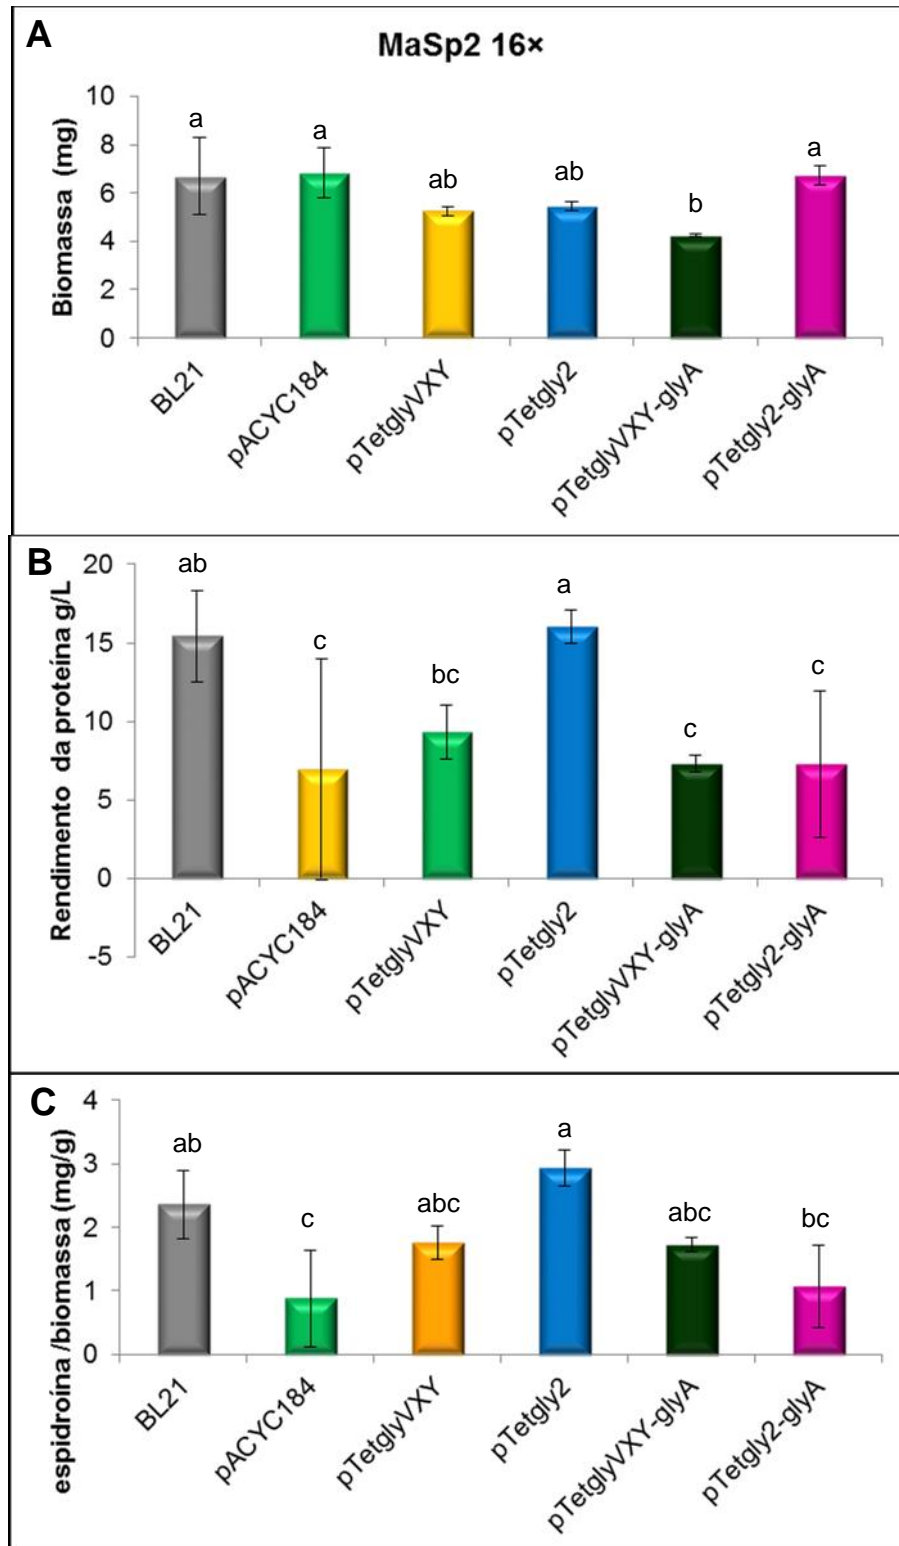 A
MaSp2 16×
Biomassa (mg)
10
8
6
4
2
0
a
a
ab
ab
b
a
BL21
pACYC184
pTetglyVXY
pTetgly2
pTetglyVXY-glyA
pTetgly2-glyA
B
Rendimento da proteína g/L
20
15
10
5
0
-5
ab
c
bc
a
c
c
BL21
pACYC184
pTetglyVXY
pTetgly2
pTetglyVXY-glyA
pTetgly2-glyA
C
espidroína /biomassa (mg/g)
4
3
2
1
0
ab
c
abc
a
abc
bc
BL21
pACYC184
pTetglyVXY
pTetgly2
pTetglyVXY-glyA
pTetgly2-glyA